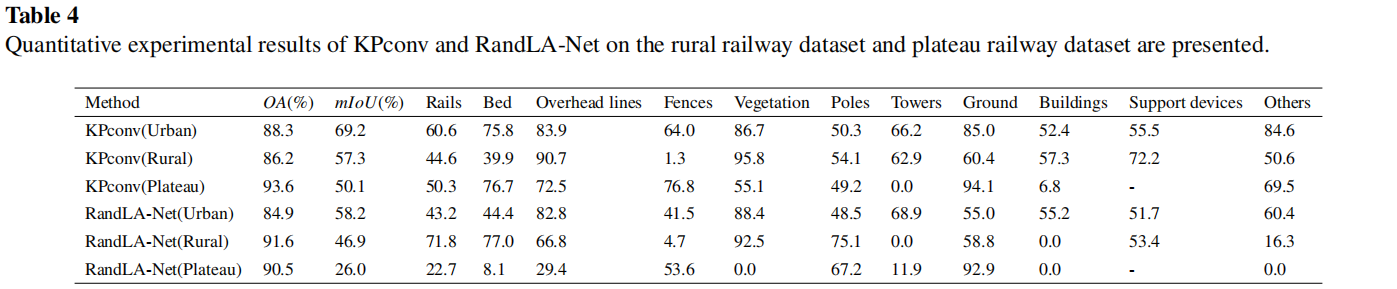 Table 4
Quantitative experimental results of KPconv and RandLA-Net on the rural railway dataset and plateau railway dataset are presented.
Method OA(%) mIoU(%) Rails Bed Overhead lines Fences Vegetation Poles Towers Ground Buildings Support devices Others
KPconv(Urban) 88.3 69.2 60.6 75.8 83.9 64.0 86.7 50.3 66.2 85.0 52.4 55.5 84.6
KPconv(Rural) 86.2 57.3 44.6 39.9 90.7 1.3 95.8 54.1 62.9 60.4 57.3 72.2 50.6
KPconv(Plateau) 93.6 50.1 50.3 76.7 72.5 76.8 55.1 49.2 0.0 94.1 6.8 - 69.5
RandLA-Net(Urban) 84.9 58.2 43.2 44.4 82.8 41.5 88.4 48.5 68.9 55.0 55.2 51.7 60.4
RandLA-Net(Rural) 91.6 46.9 71.8 77.0 66.8 4.7 92.5 75.1 0.0 58.8 0.0 53.4 16.3
RandLA-Net(Plateau) 90.5 26.0 22.7 8.1 29.4 53.6 0.0 67.2 11.9 92.9 0.0 - 0.0